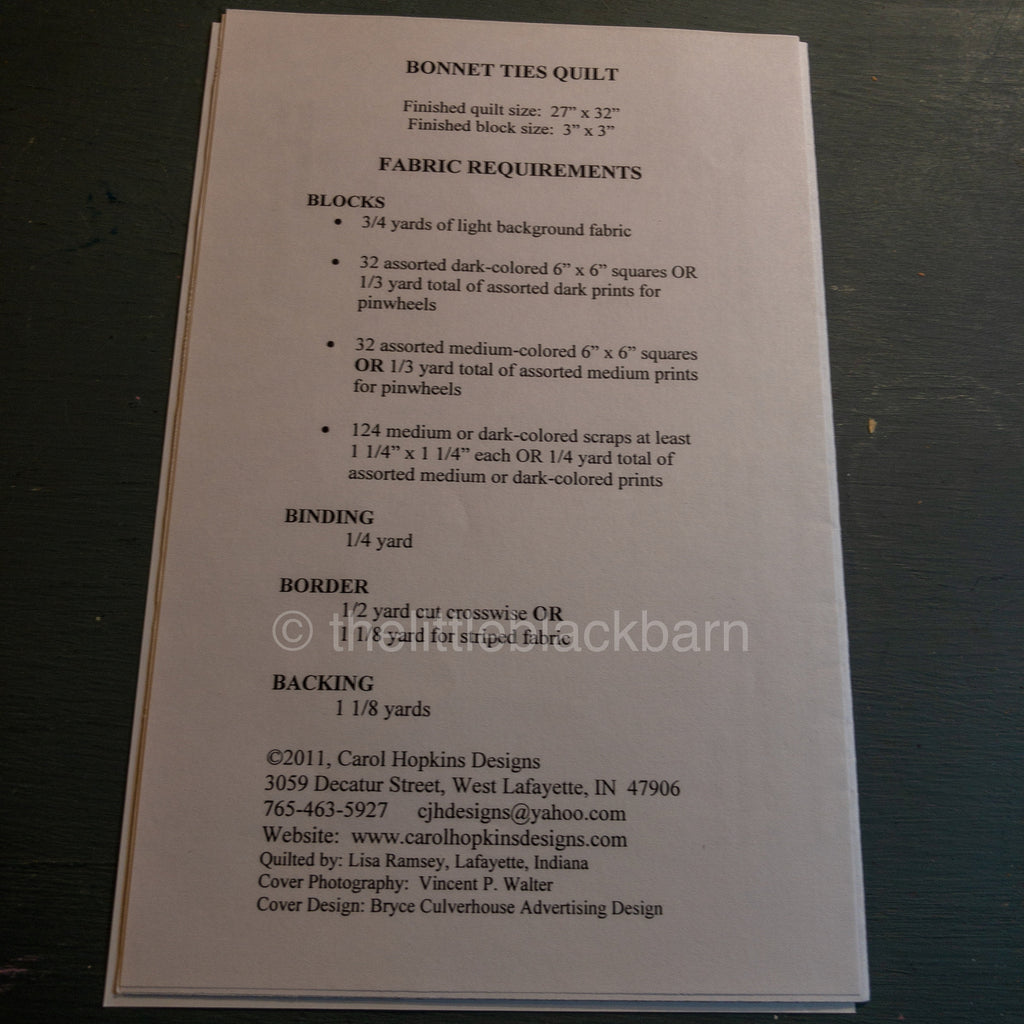 BONNET TIES QUILT
Finished quilt size: 27” x 32”
Finished block size: 3” x 3”
FABRIC REQUIREMENTS
BLOCKS
• 3/4 yards of light background fabric
• 32 assorted dark-colored 6” x 6” squares OR
1/3 yard total of assorted dark prints for
pinwheels
• 32 assorted medium-colored 6” x 6” squares
OR 1/3 yard total of assorted medium prints
for pinwheels
• 124 medium or dark-colored scraps at least
1 1/4” x 1 1/4” each OR 1/4 yard total of
assorted medium or dark-colored prints
BINDING
1/4 yard
BORDER
1/2 yard cut crosswise OR
1 1/8 yard for striped fabric
© thelittleblackbarn
BACKING
1 1/8 yards
©2011, Carol Hopkins Designs
3059 Decatur Street, West Lafayette, IN 47906
765-463-5927 cjhdesigns@yahoo.com
Website: www.carolhopkinsdesigns.com
Quilted by: Lisa Ramsey, Lafayette, Indiana
Cover Photography: Vincent P. Walter
Cover Design: Bryce Culverhouse Advertising Design